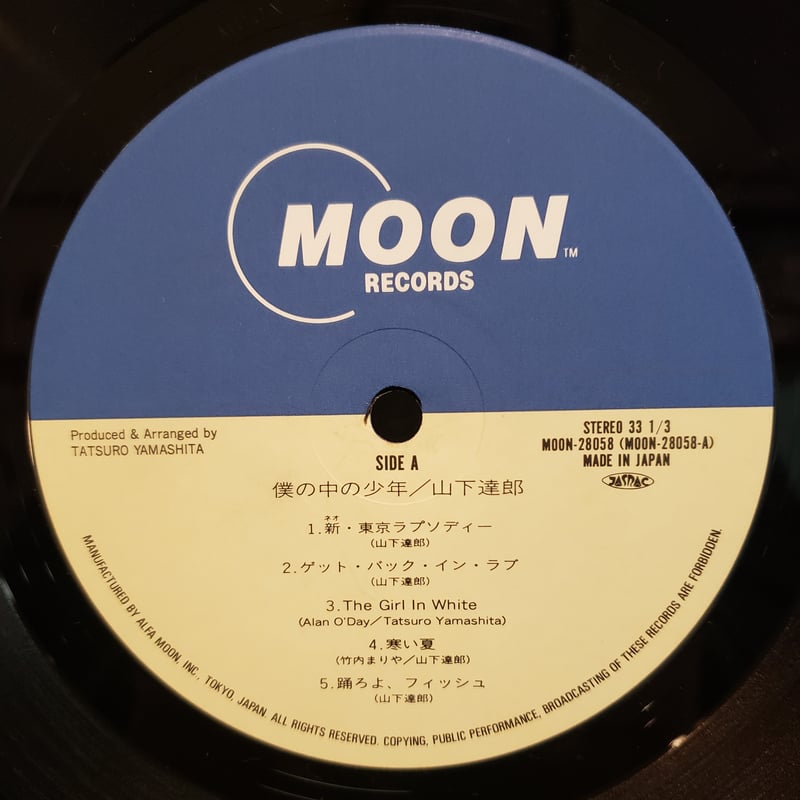 MOON TM
RECORDS
Produced & Arranged by
TATSURO YAMASHITA
STEREO 33 1/3
MOON-28058 (MOON-28058-A)
MADE IN JAPAN
JASRAC
SIDE A
僕の中の少年／山下達郎
ネオ
1.新・東京ラプソディー
(山下達郎)
2.ゲット・バック・イン・ラブ
(山下達郎)
3.The Girl In White
(Alan O'Day/Tatsuro Yamashita)
4.寒い夏
(竹内まりや／山下達郎)
5.踊ろよ、フィッシュ
(山下達郎)
MANUFACTURED BY ALFA MOON, INC., TOKYO, JAPAN. ALL RIGHTS RESERVED. COPYING, PUBLIC PERFORMANCE, BROADCASTING OF THESE RECORDS ARE FORBIDDEN.